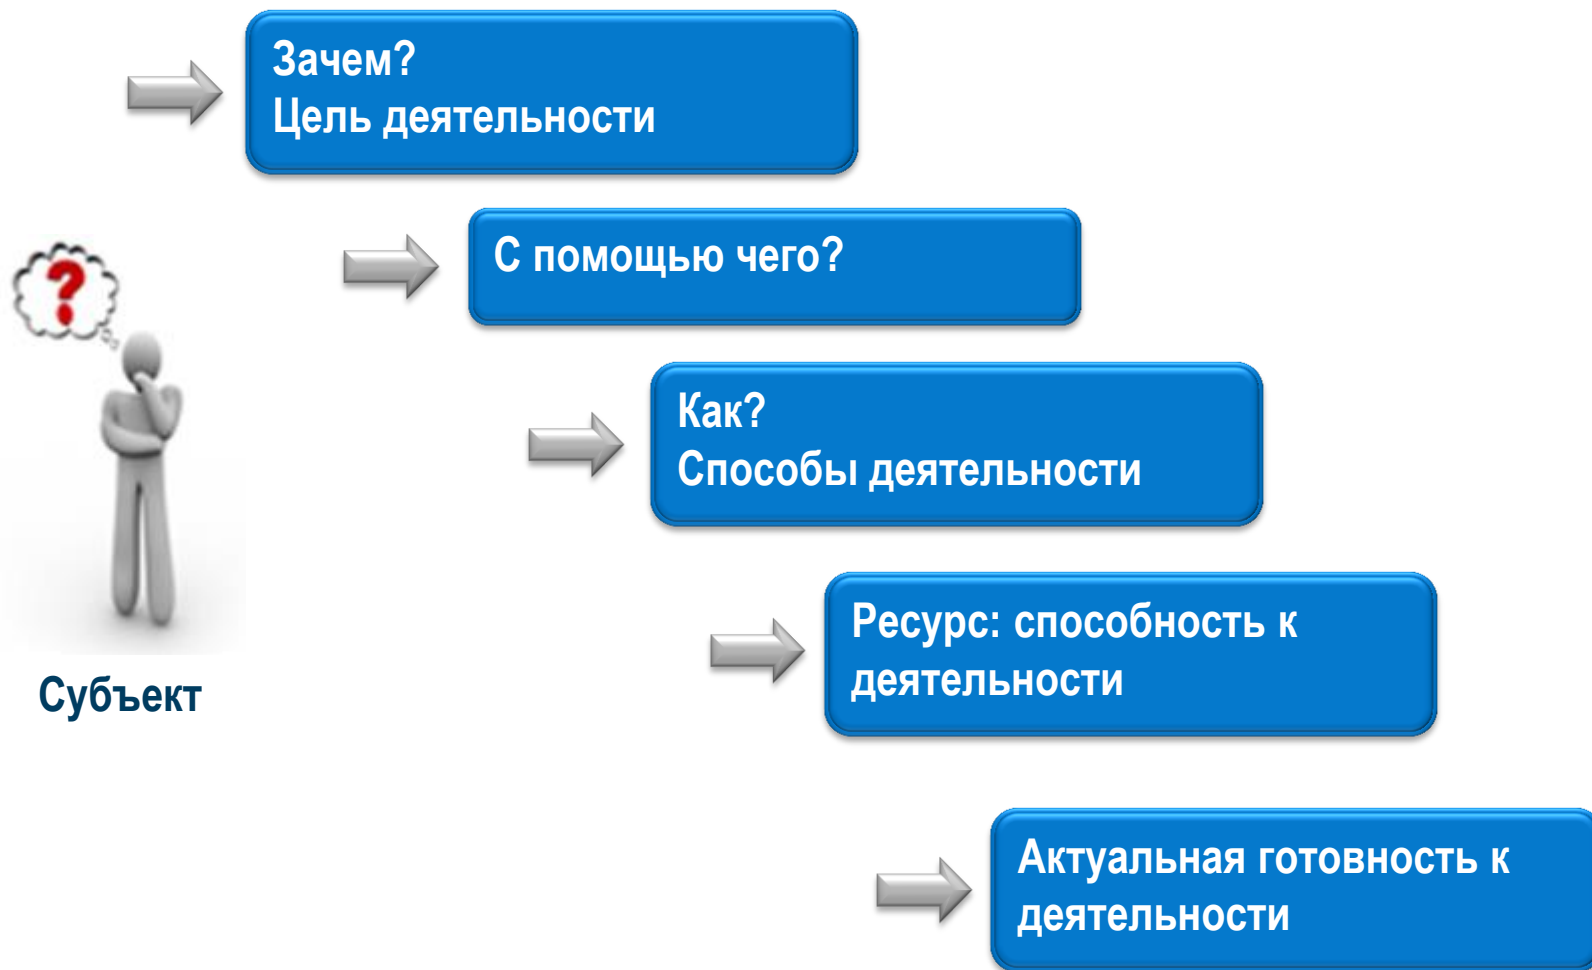 Зачем?
Цель деятельности
С помощью чего?
?
Как?
Способы деятельности
Ресурс: способность к
деятельности
Субъект
Актуальная готовность к
деятельности